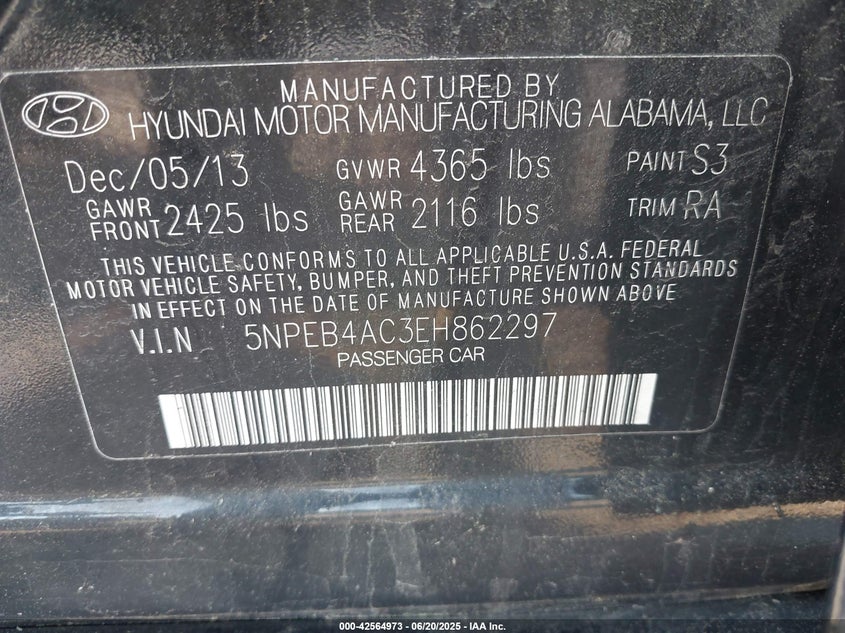 MANUFACTURED BY
HYUNDAI MOTOR MANUFACTURING ALABAMA, LLC
Dec/05/13 GVWR 4365 lbs PAINT S3
GAWR FRONT 2425 lbs GAWR REAR 2116 lbs TRIM RA
THIS VEHICLE CONFORMS TO ALL APPLICABLE U.S.A. FEDERAL
MOTOR VEHICLE SAFETY, BUMPER, AND THEFT PREVENTION STANDARDS
IN EFFECT ON THE DATE OF MANUFACTURE SHOWN ABOVE
V.I.N 5NPEB4AC3EH862297
PASSENGER CAR
000-42564973 - 06/20/2025 - IAA Inc.